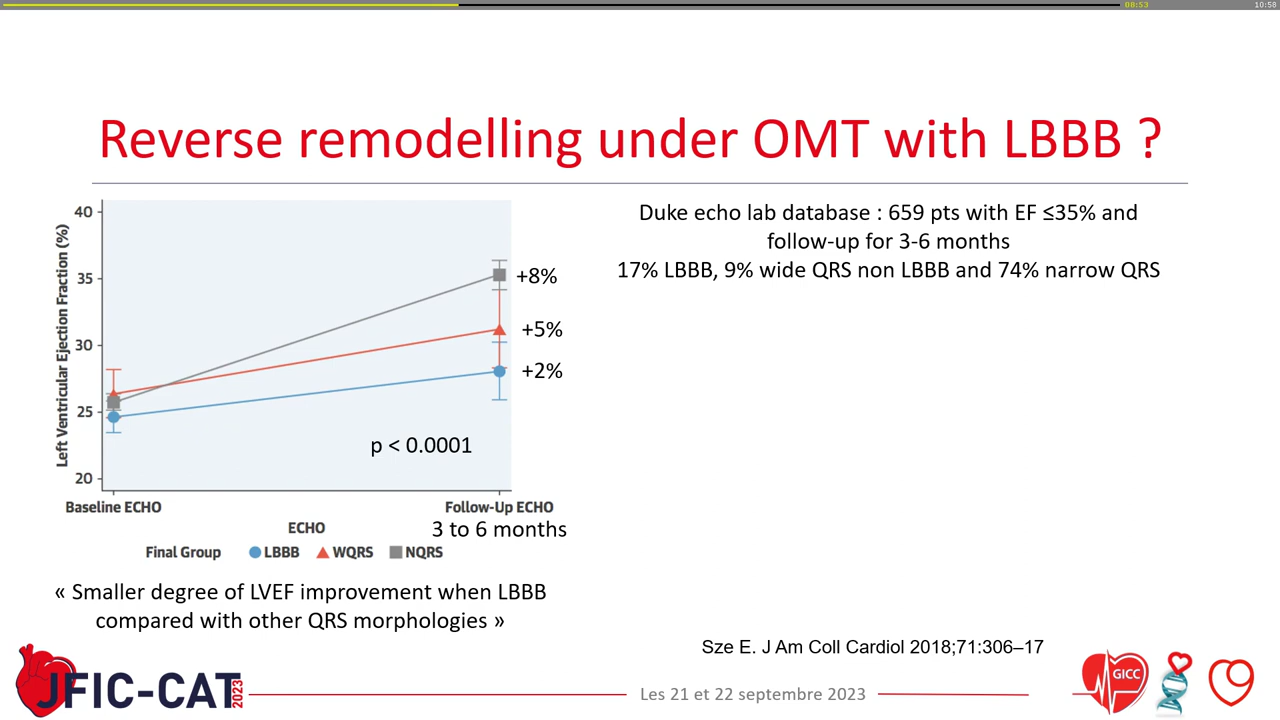 08:53
10:58
Reverse remodelling under OMT with LBBB ?
Left Ventricular Ejection Fraction (%)
40
35
30
25
20
+8%
+5%
+2%
p < 0.0001
Baseline ECHO
Follow-Up ECHO
ECHO
3 to 6 months
Final Group
LBBB
WQRS
NQRS
« Smaller degree of LVEF improvement when LBBB
compared with other QRS morphologies »
Duke echo lab database : 659 pts with EF ≤35% and
follow-up for 3-6 months
17% LBBB, 9% wide QRS non LBBB and 74% narrow QRS
Sze E. J Am Coll Cardiol 2018;71:306–17
JFIC-CAT 2023
Les 21 et 22 septembre 2023
GICC